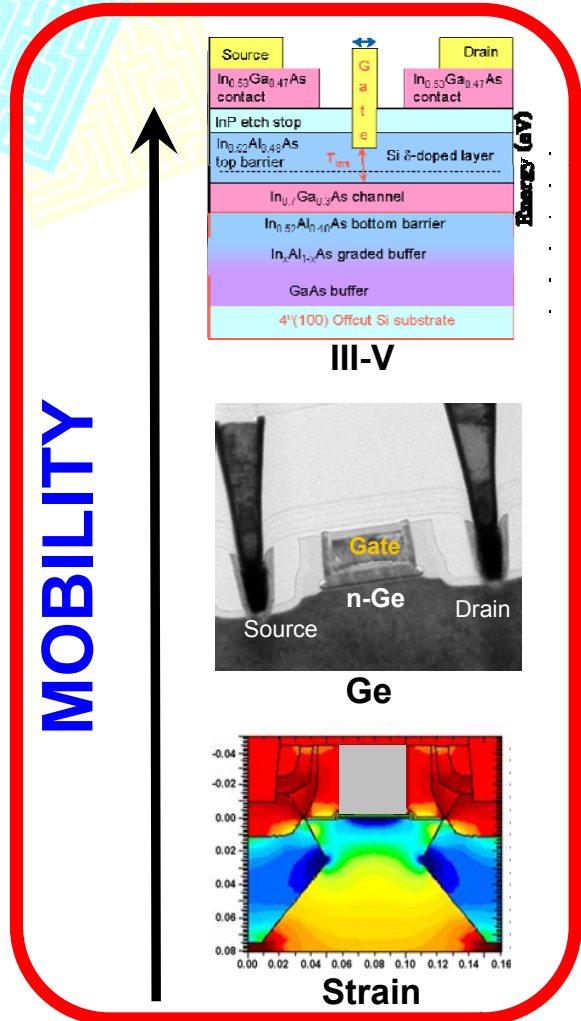 Source
Drain
Gate
In0.53Ga0.47As
contact
In0.53Ga0.47As
contact
InP etch stop
In0.52Al0.48As
top barrier
Tins
Si δ-doped layer
In0.7Ga0.3As channel
In0.52Al0.48As bottom barrier
InxAl1-xAs graded buffer
GaAs buffer
4"(100) Offcut Si substrate
Energy (eV)
III-V
MOBILITY
Gate
n-Ge
Source
Drain
Ge
-0.04
-0.02
0.00
0.02
0.04
0.06
0.08
0.00 0.02 0.04 0.06 0.08 0.10 0.12 0.14 0.16
Strain